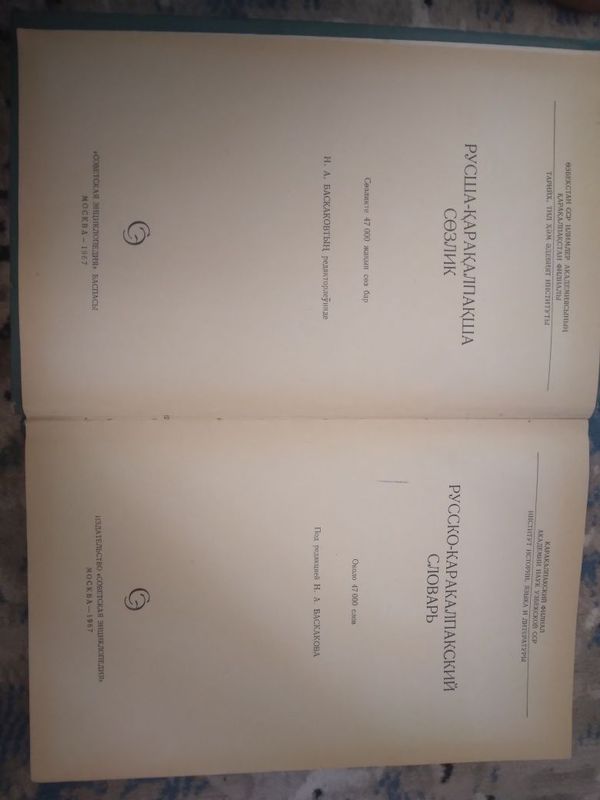 ӨЗБЕКСТАН ССР ИЛИМЛЕР АКАДЕМИЯСЫНЫҢ
ҚАРАҚАЛПАҚСТАН ФИЛИАЛЫ
ТАРИЙХ, ТИЛ ҲӘМ ӘДЕБИЯТ ИНСТИТУТЫ
РУСША-ҚАРАҚАЛПАҚША
СӨЗЛИК
Сөзликте 47 000 жақын сөз бар
Н. А. БАСКАКОВТЫҢ редакторлеўинде
«СОВЕТСКАЯ ЭНЦИКЛОПЕДИЯ» БАСПАСЫ
МОСКВА — 1967
КАРАКАЛПАКСКИЙ ФИЛИАЛ
АКАДЕМИИ НАУК УЗБЕКСКОЙ ССР
ИНСТИТУТ ИСТОРИИ, ЯЗЫКА И ЛИТЕРАТУРЫ
РУССКО-КАРАКАЛПАКСКИЙ
СЛОВАРЬ
Около 47 000 слов
Под редакцией Н. А. БАСКАКОВА
ИЗДАТЕЛЬСТВО «СОВЕТСКАЯ ЭНЦИКЛОПЕДИЯ»
МОСКВА — 1967